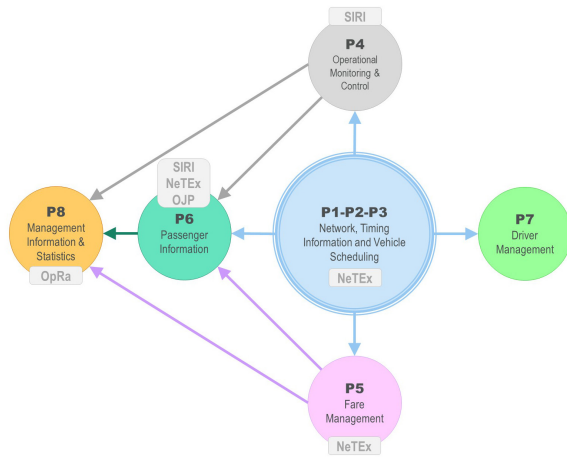 SIRI
P4
Operational
Monitoring &
Control
SIRI
NeTEx
OJP
P6
Passenger
Information
P8
Management
Information &
Statistics
OpRa
P1-P2-P3
Network, Timing
Information and Vehicle
Scheduling
NeTEx
P7
Driver
Management
P5
Fare
Management
NeTEx